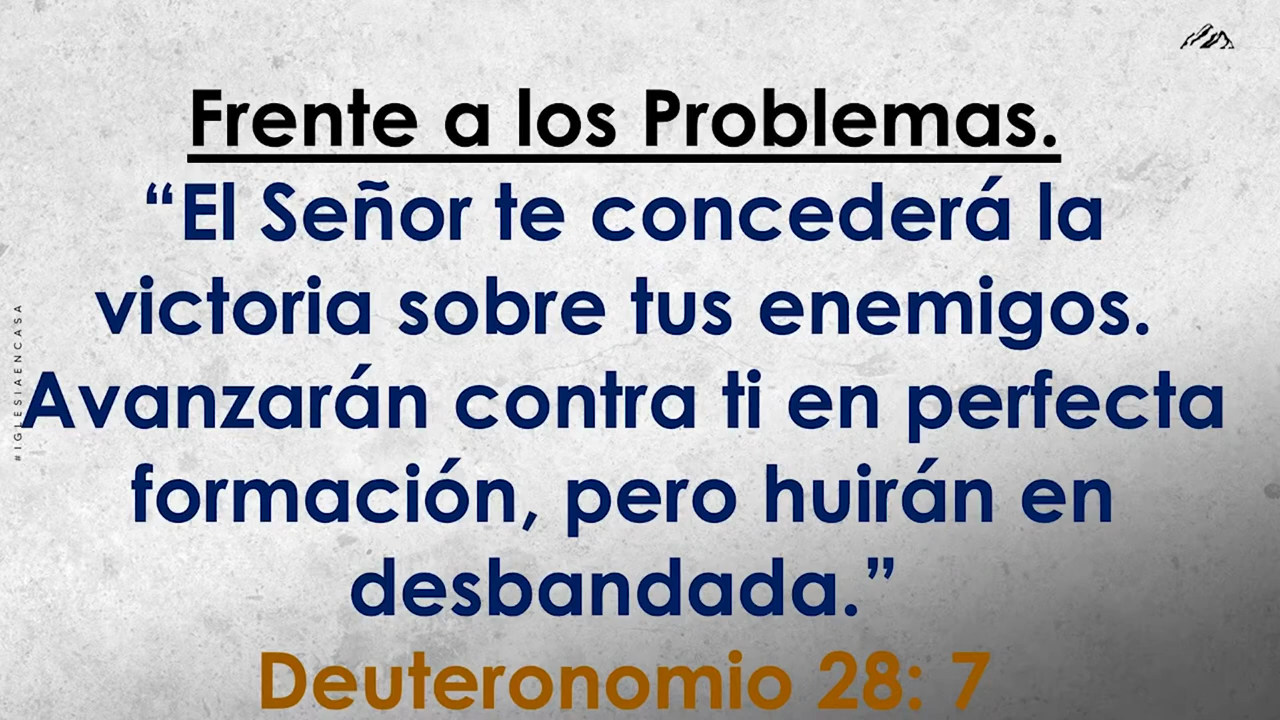 Frente a los Problemas.
“El Señor te concederá la
victoria sobre tus enemigos.
Avanzarán contra ti en perfecta
formación, pero huirán en
desbandada.”
Deuteronomio 28: 7
#IGLESIAENCASA